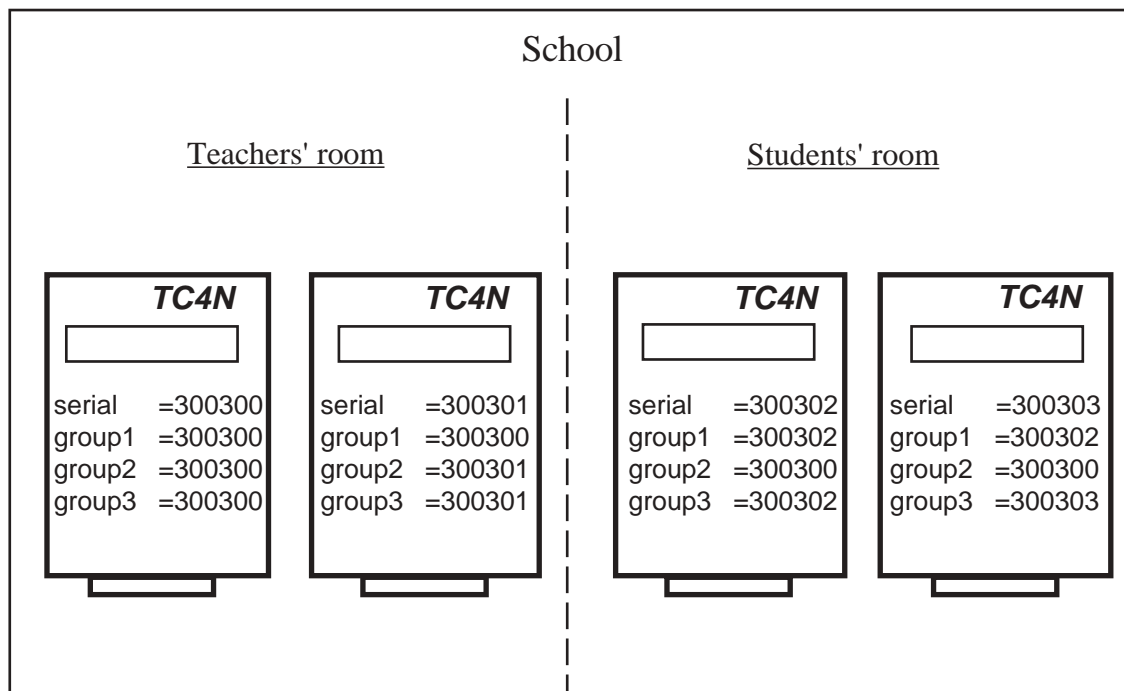 School
Teachers' room
Students' room
TC4N
serial =300300
group1 =300300
group2 =300300
group3 =300300
TC4N
serial =300301
group1 =300300
group2 =300301
group3 =300301
TC4N
serial =300302
group1 =300302
group2 =300300
group3 =300302
TC4N
serial =300303
group1 =300302
group2 =300300
group3 =300303